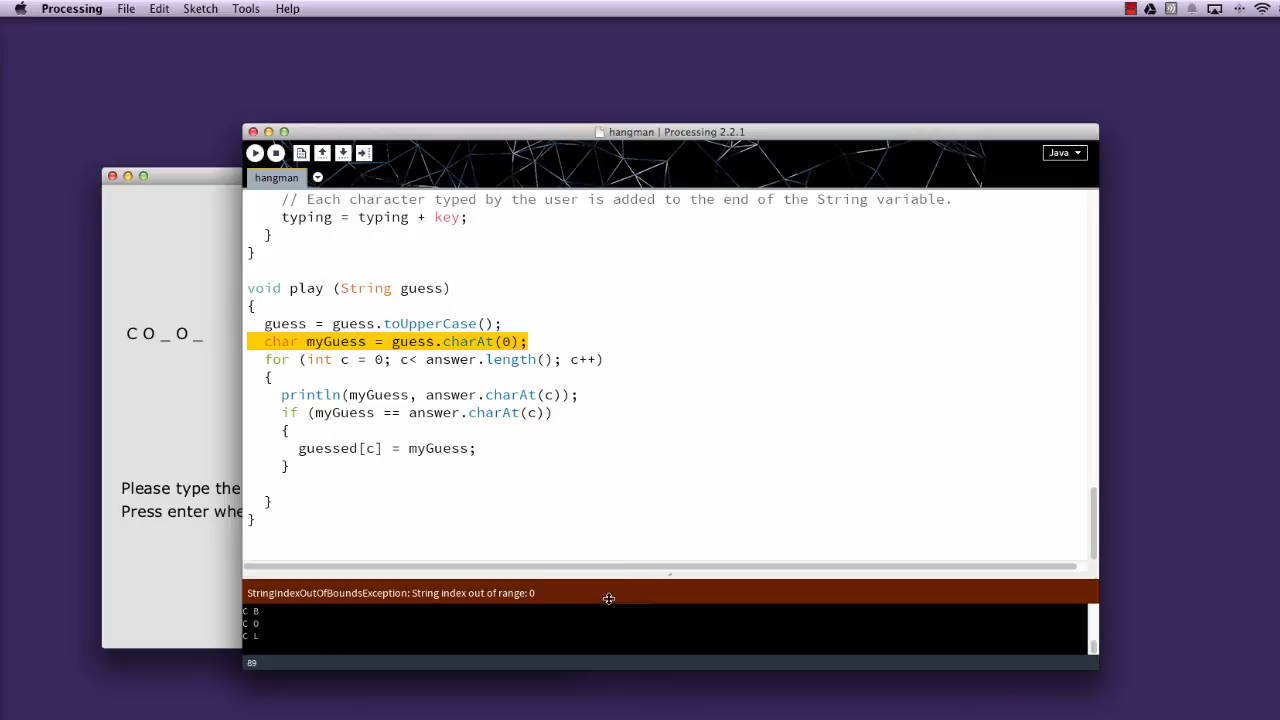 Processing File Edit Sketch Tools Help
hangman | Processing 2.2.1
Java
hangman
// Each character typed by the user is added to the end of the String variable.
typing = typing + key;
}
}
void play (String guess)
{
guess = guess.toUpperCase();
char myGuess = guess.charAt(0);
for (int c = 0; c< answer.length(); c++)
{
println(myGuess, answer.charAt(c));
if (myGuess == answer.charAt(c))
{
guessed[c] = myGuess;
}
}
}
StringIndexOutOfBoundsException: String index out of range: 0
C B
C O
C L
89
C O _ O _
Please type the
Press enter whe